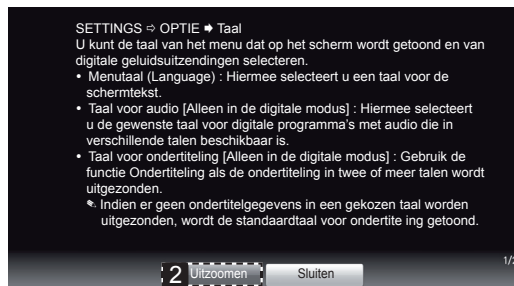 SETTINGS ⇨ OPTIE ➧ Taal
U kunt de taal van het menu dat op het scherm wordt getoond en van
digitale geluidsuitzendingen selecteren.
• Menutaal (Language) : Hiermee selecteert u een taal voor de
schermtekst.
• Taal voor audio [Alleen in de digitale modus] : Hiermee selecteert
u de gewenste taal voor digitale programma's met audio die in
verschillende talen beschikbaar is.
• Taal voor ondertiteling [Alleen in de digitale modus] : Gebruik de
functie Ondertiteling als de ondertiteling in twee of meer talen wordt
uitgezonden.
✎ Indien er geen ondertitelgegevens in een gekozen taal worden
uitgezonden, wordt de standaardtaal voor ondertite ing getoond.
1/2
2 Uitzoomen Sluiten